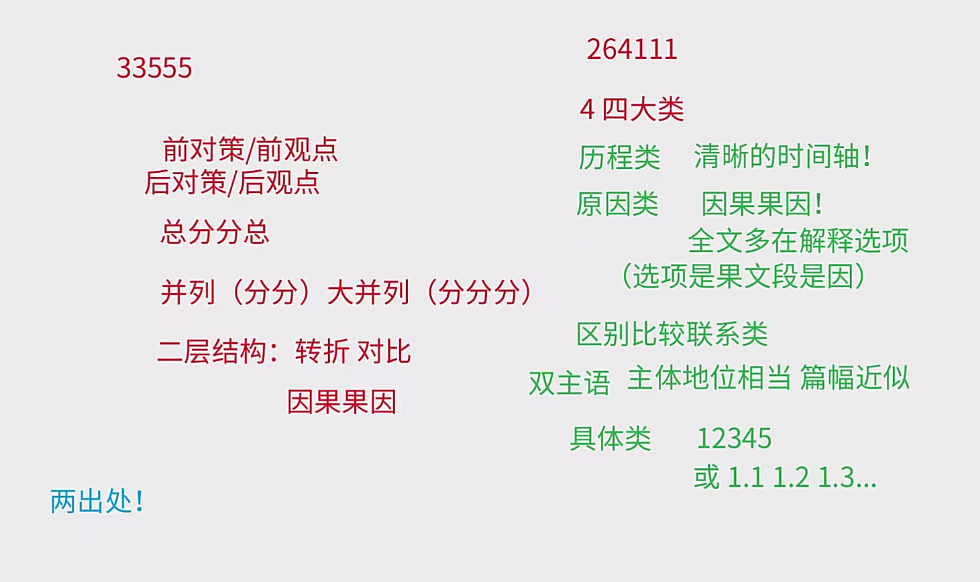 33555
前对策/前观点
后对策/后观点
总分分总
并列（分分）大并列（分分分）
二层结构：转折 对比
因果果因
两出处！
264111
4 四大类
历程类 清晰的时间轴！
原因类 因果果因！
全文多在解释选项
（选项是果文段是因）
区别比较联系类
双主语 主体地位相当 篇幅近似
具体类 12345
或 1.1 1.2 1.3...